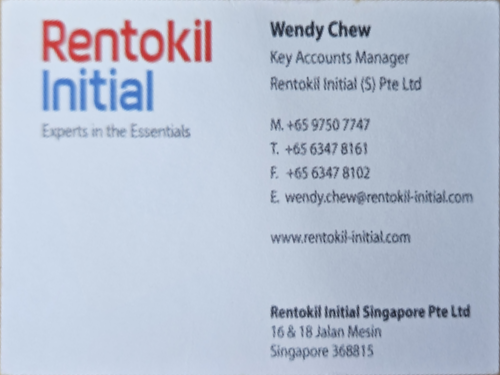 Rentokil
Initial
Experts in the Essentials
Wendy Chew
Key Accounts Manager
Rentokil Initial (S) Pte Ltd
M. +65 9750 7747
T. +65 6347 8161
F. +65 6347 8102
E. wendy.chew@rentokil-initial.com
www.rentokil-initial.com
Rentokil Initial Singapore Pte Ltd
16 & 18 Jalan Mesin
Singapore 368815